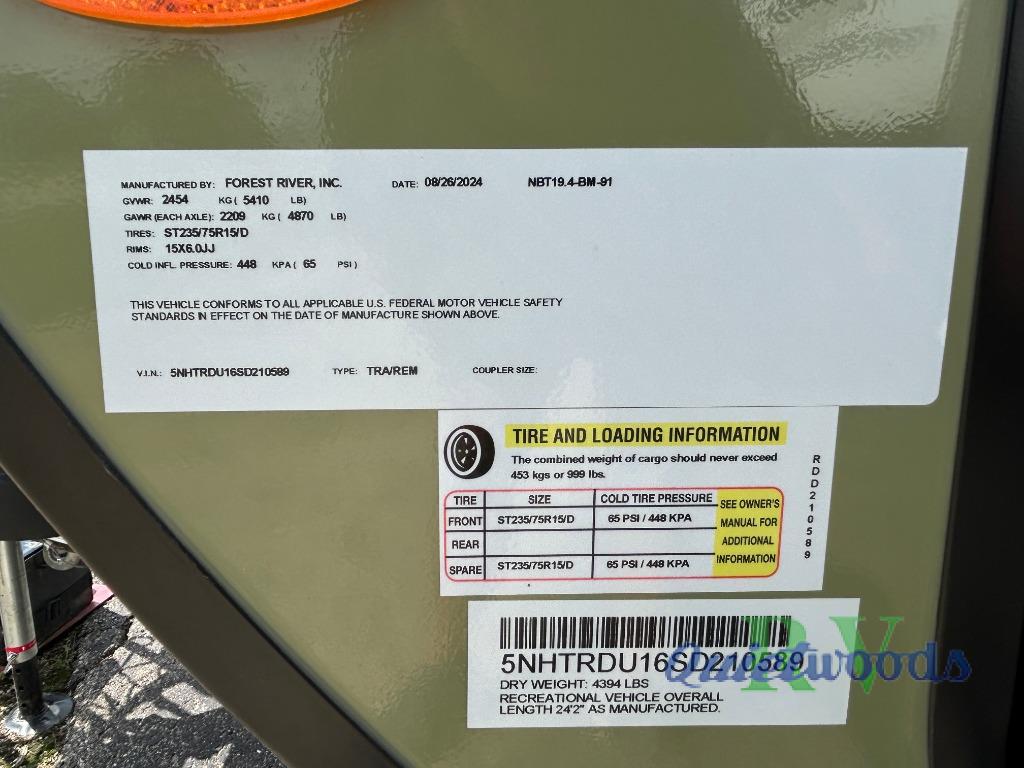 MANUFACTURED BY: FOREST RIVER, INC. DATE: 08/26/2024 NBT19.4-BM-91
GVWR: 2454 KG ( 5410 LB)
GAWR (EACH AXLE): 2209 KG ( 4870 LB)
TIRES: ST235/75R15/D
RIMS: 15X6.0JJ
COLD INFL. PRESSURE: 448 KPA ( 65 PSI )
THIS VEHICLE CONFORMS TO ALL APPLICABLE U.S. FEDERAL MOTOR VEHICLE SAFETY
STANDARDS IN EFFECT ON THE DATE OF MANUFACTURE SHOWN ABOVE.
V.I.N.: 5NHTRDU16SD210589 TYPE: TRA/REM COUPLER SIZE:
TIRE AND LOADING INFORMATION
The combined weight of cargo should never exceed
453 kgs or 999 lbs.
TIRE SIZE COLD TIRE PRESSURE
FRONT ST235/75R15/D 65 PSI / 448 KPA
REAR
SPARE ST235/75R15/D 65 PSI / 448 KPA
SEE OWNER'S
MANUAL FOR
ADDITIONAL
INFORMATION
RDD210589
5NHTRDU16SD210589
DRY WEIGHT: 4394 LBS
RECREATIONAL VEHICLE OVERALL
LENGTH 24'2" AS MANUFACTURED.
RV
Quietwoods